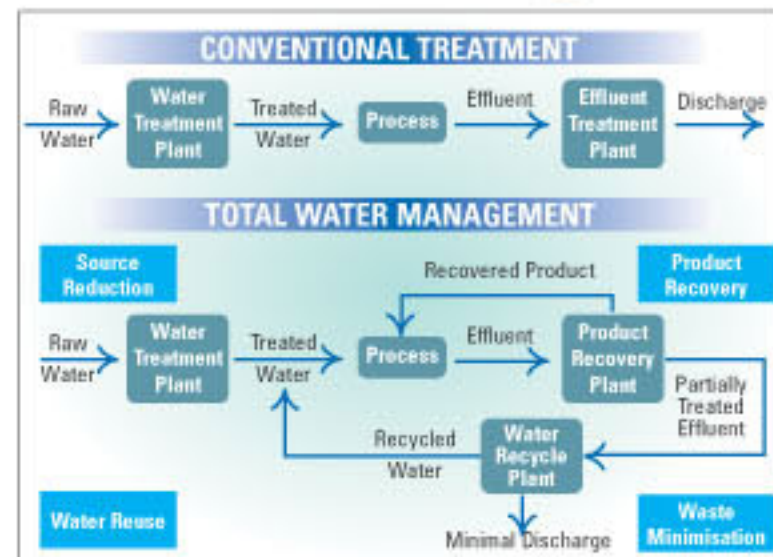 CONVENTIONAL TREATMENT
Raw
Water
Water
Treatment
Plant
Treated
Water
Process
Effluent
Effluent
Treatment
Plant
Discharge
TOTAL WATER MANAGEMENT
Source
Reduction
Recovered Product
Product
Recovery
Raw
Water
Water
Treatment
Plant
Treated
Water
Process
Effluent
Product
Recovery
Plant
Partially
Treated
Effluent
Recycled
Water
Water
Recycle
Plant
Water Reuse
Minimal Discharge
Waste
Minimisation